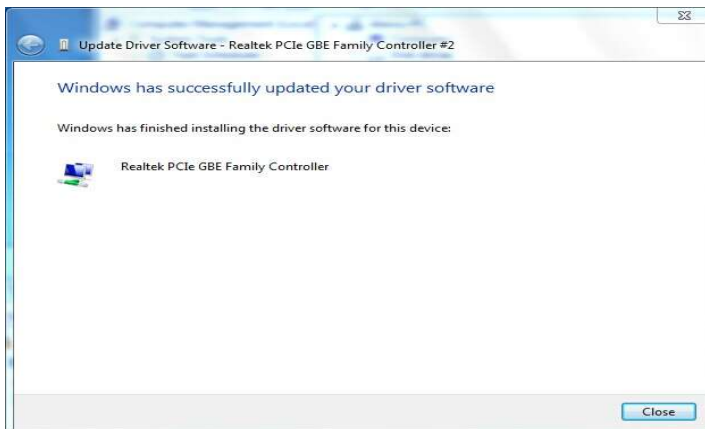 Update Driver Software - Realtek PCIe GBE Family Controller #2
Windows has successfully updated your driver software
Windows has finished installing the driver software for this device:
Realtek PCIe GBE Family Controller
Close